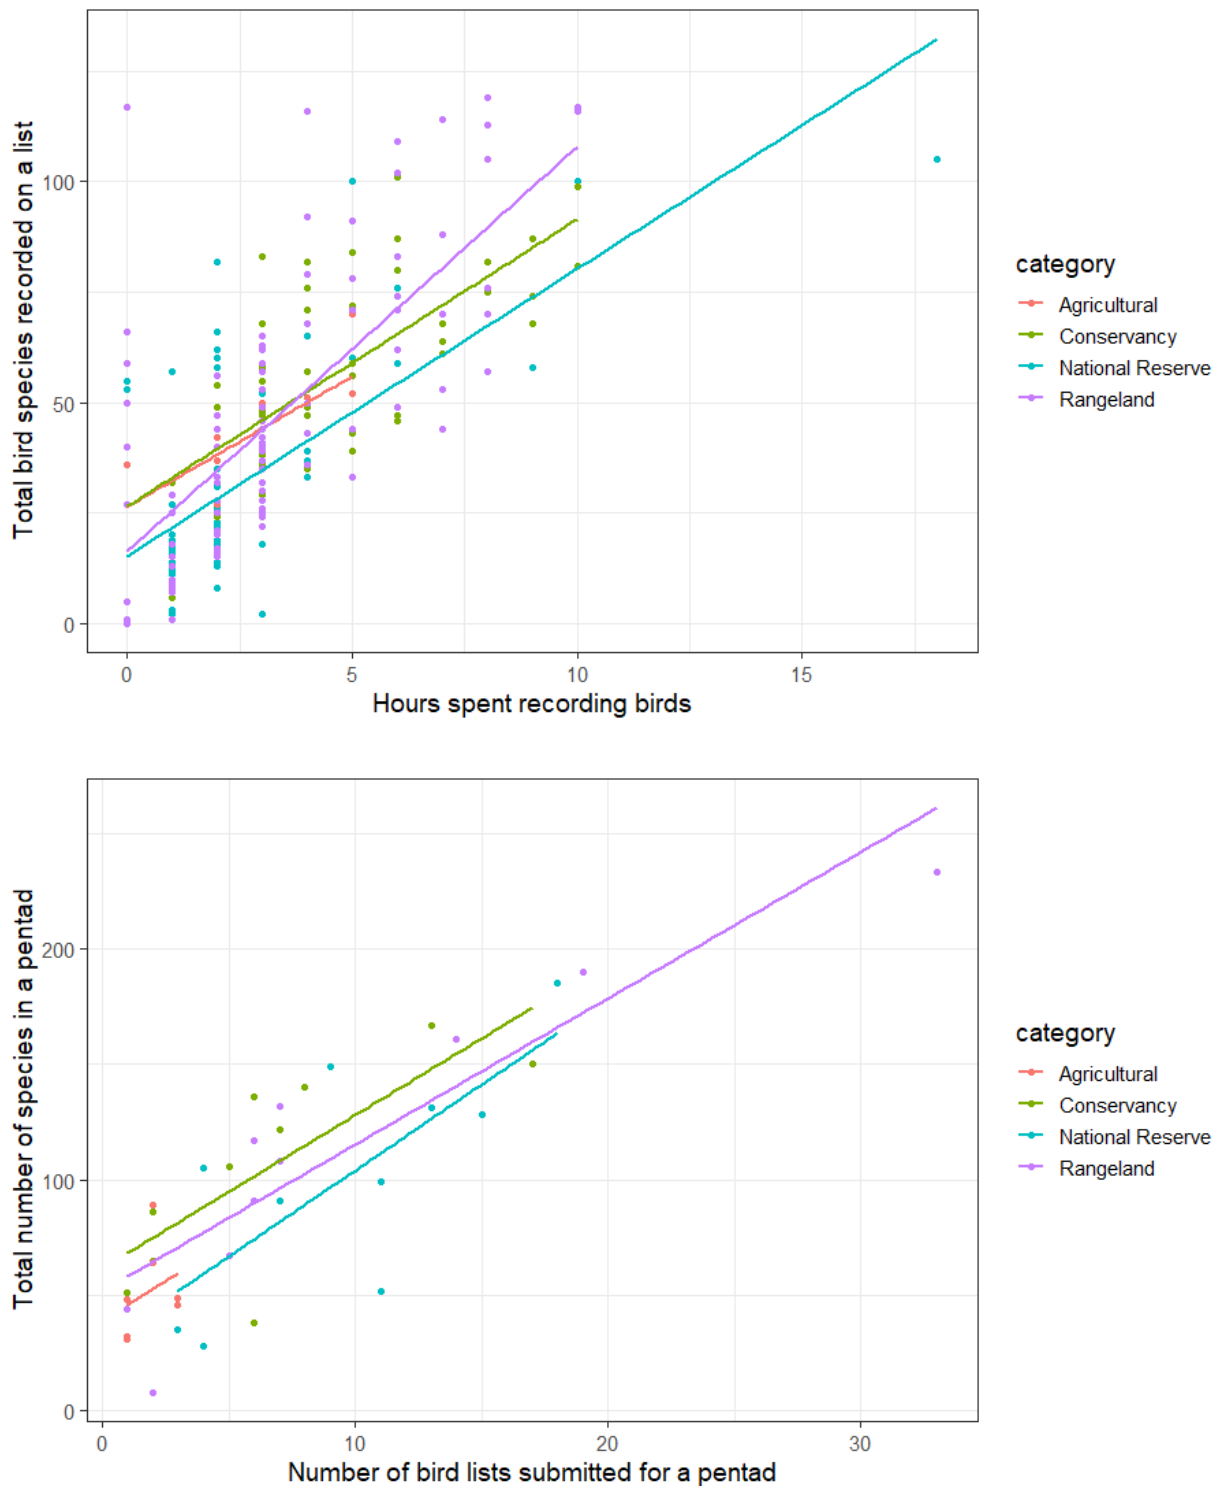 Total bird species recorded on a list
100
50
0
0 5 10 15
Hours spent recording birds
category
Agricultural
Conservancy
National Reserve
Rangeland
Total number of species in a pentad
200
100
0
0 10 20 30
Number of bird lists submitted for a pentad
category
Agricultural
Conservancy
National Reserve
Rangeland